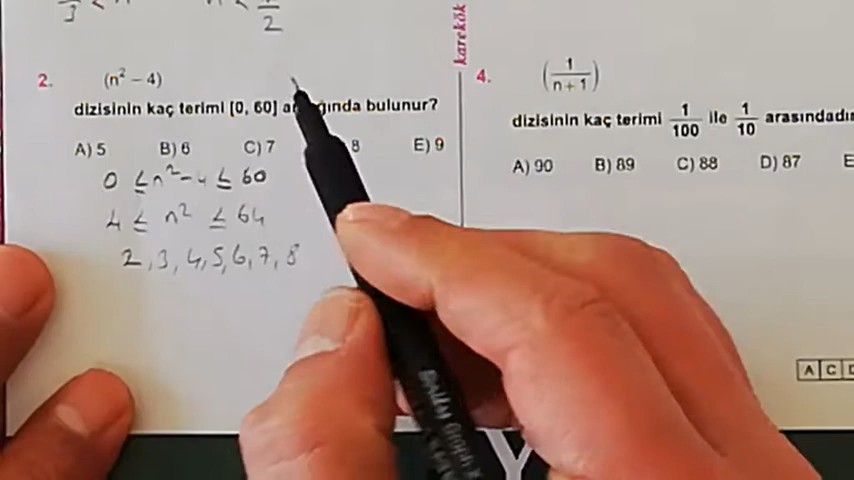 2. (n² − 4)
dizisinin kaç terimi [0, 60] bulunur?
A) 5 B) 6 C) 7 8 E) 9
0 ≤ n² − 4 ≤ 60
4 ≤ n² ≤ 64
2, 3, 4, 5, 6, 7, 8
karekök
4. (1/(n+1))
dizisinin kaç terimi 1/100 ile 1/10 arasındadır
A) 90 B) 89 C) 88 D) 87 E
A C